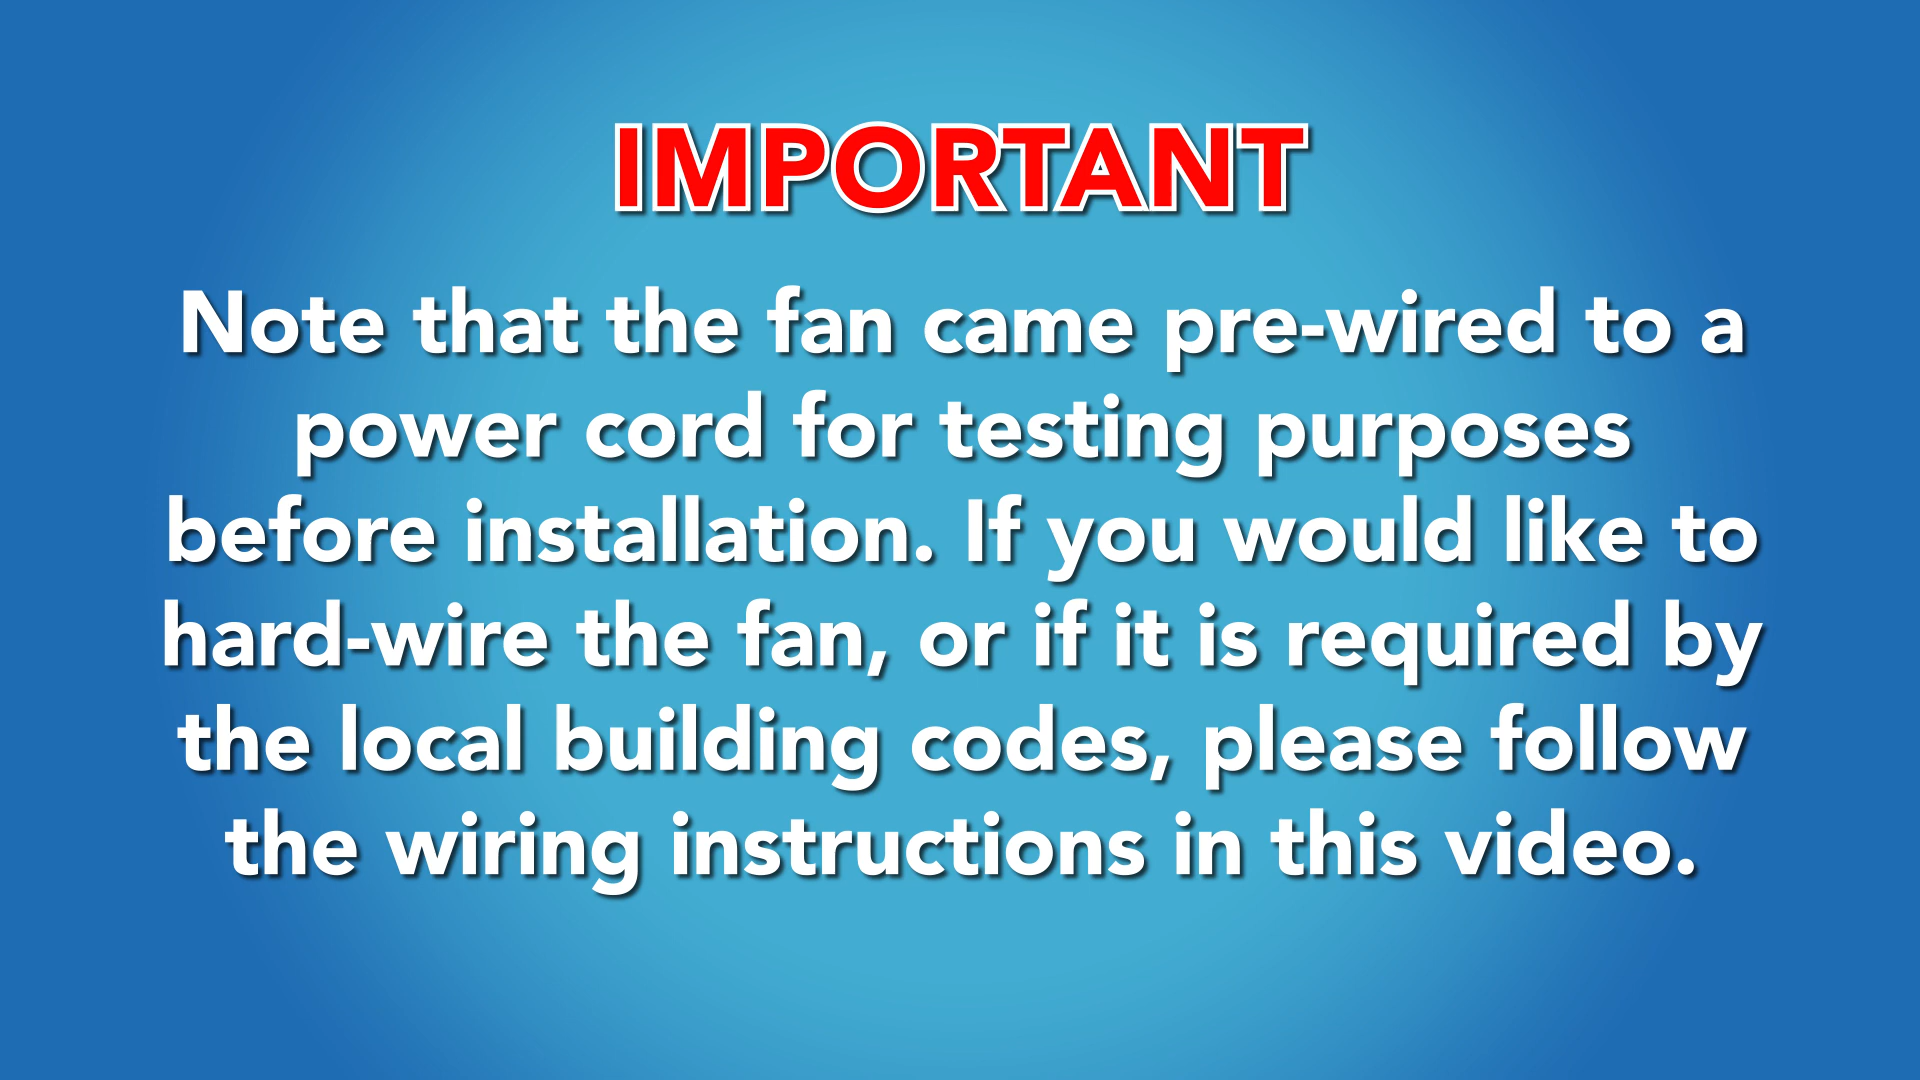 IMPORTANT
Note that the fan came pre-wired to a
power cord for testing purposes
before installation. If you would like to
hard-wire the fan, or if it is required by
the local building codes, please follow
the wiring instructions in this video.